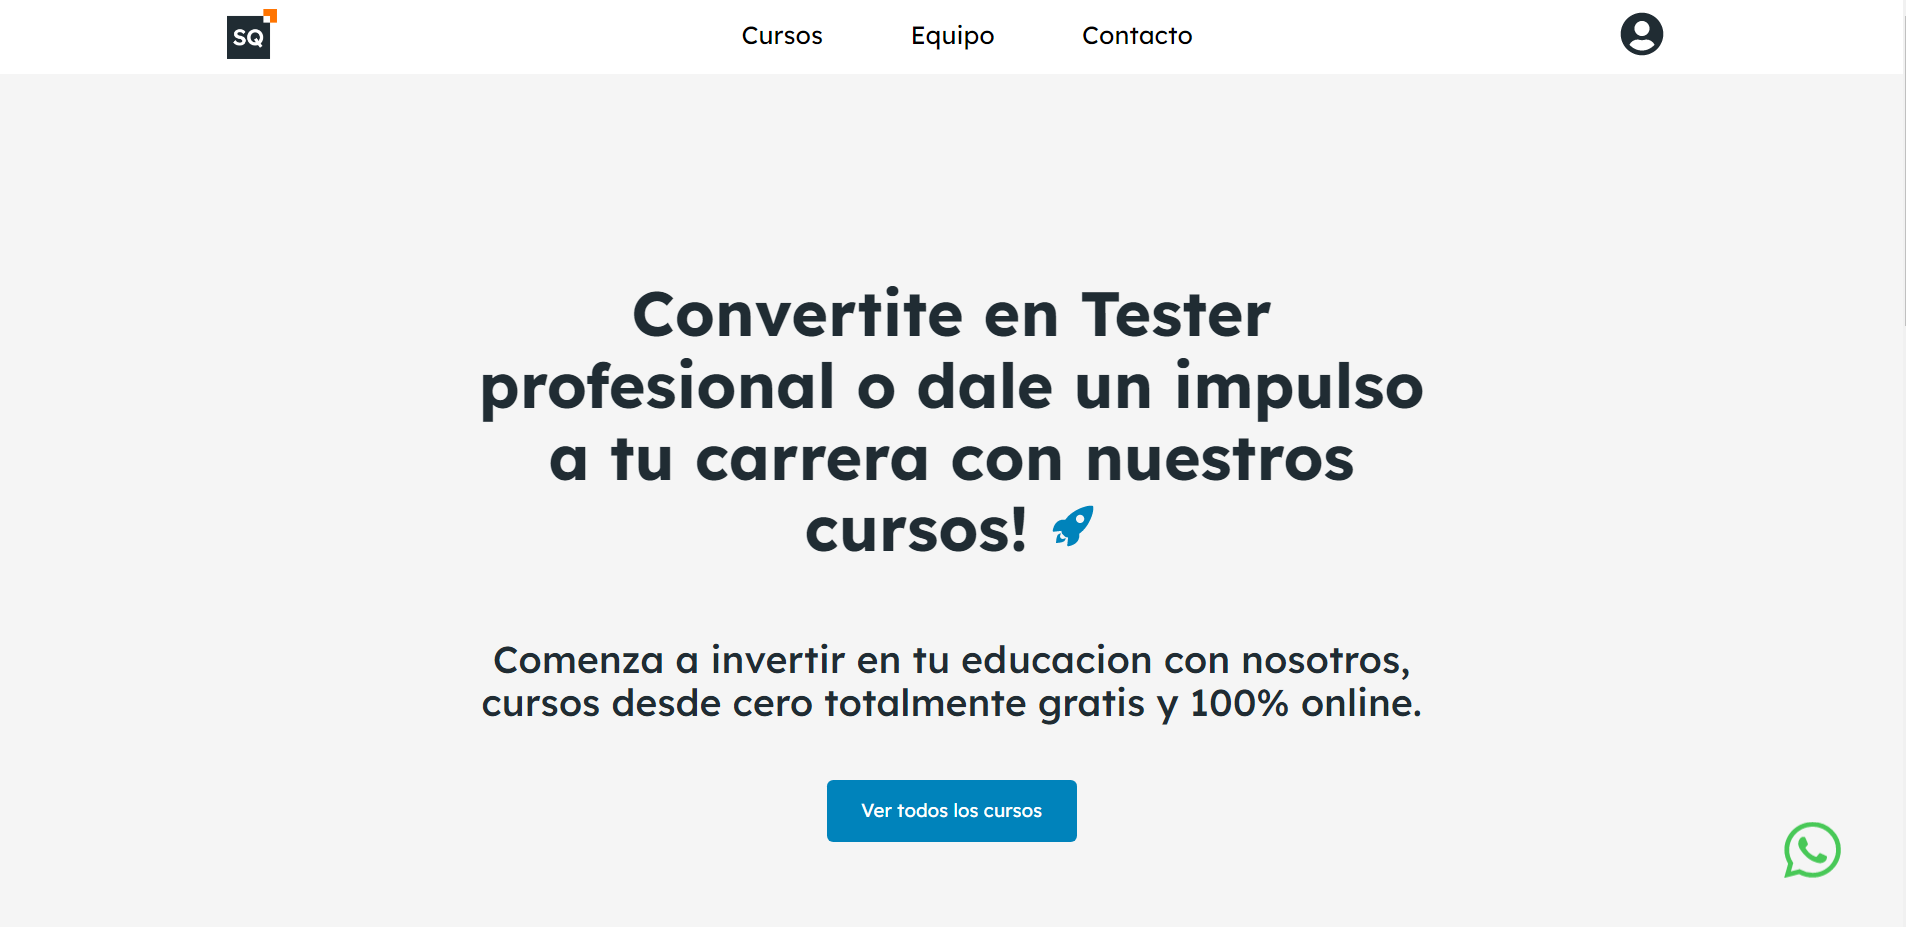 SQ
Cursos Equipo Contacto
Convertite en Tester
profesional o dale un impulso
a tu carrera con nuestros
cursos!
Comenza a invertir en tu educacion con nosotros,
cursos desde cero totalmente gratis y 100% online.
Ver todos los cursos